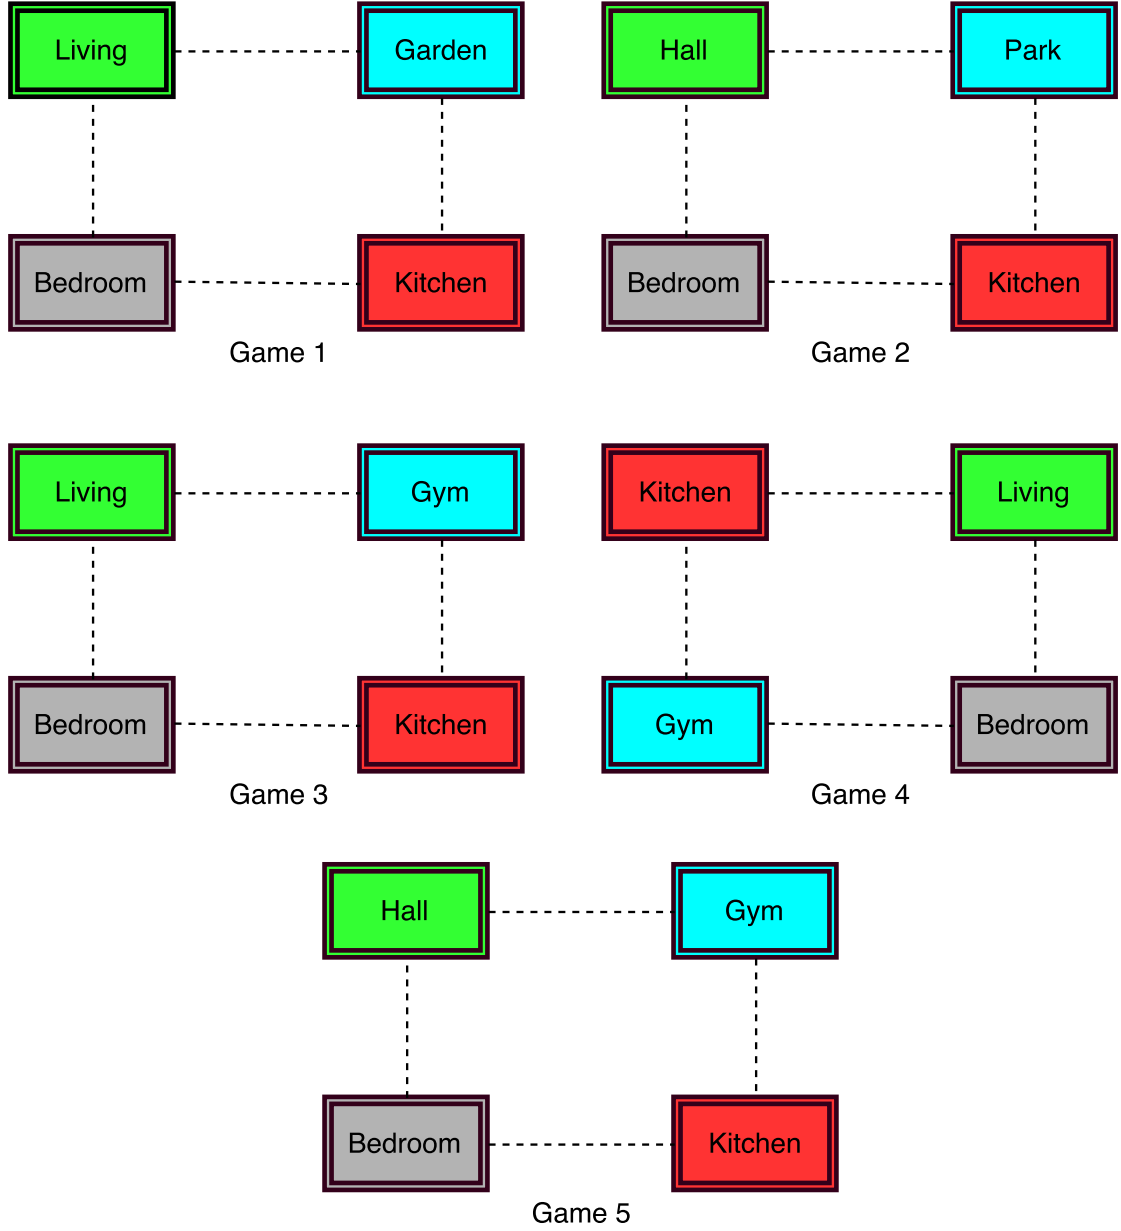 Living Garden
Bedroom Kitchen
Game 1
Hall Park
Bedroom Kitchen
Game 2
Living Gym
Bedroom Kitchen
Game 3
Kitchen Living
Gym Bedroom
Game 4
Hall Gym
Bedroom Kitchen
Game 5